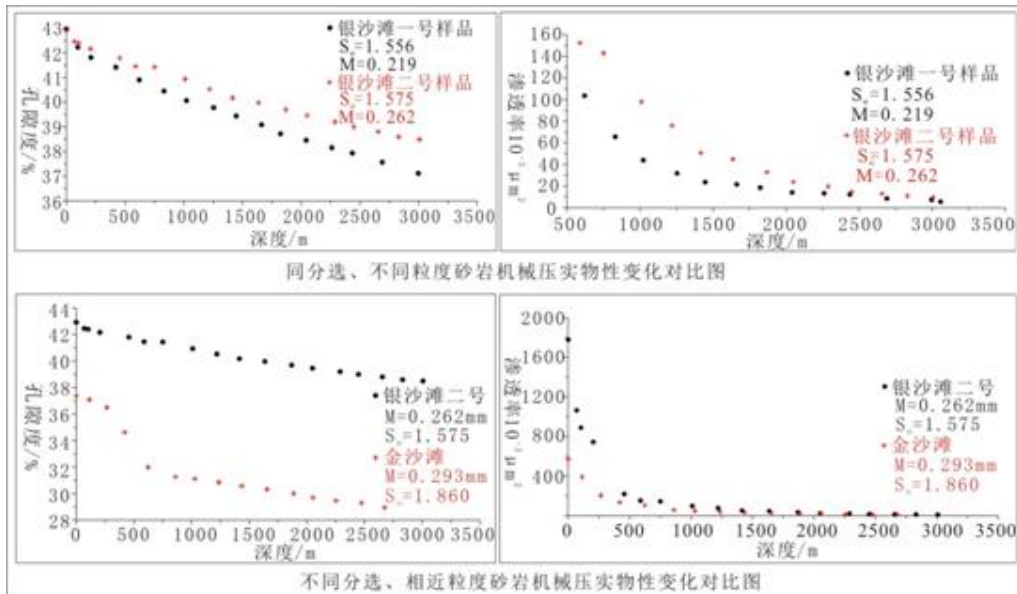 43
42
41
40
39
38
37
36
孔隙度/%
0
500
1000
1500
2000
2500
3000
3500
深度/m
银沙滩一号样品
S。=1.556
M=0.219
银沙滩二号样品
S。=1.575
M=0.262
160
140
120
100
80
60
40
20
0
渗透率10⁻³μm²
500
1000
1500
2000
2500
3000
3500
深度/m
银沙滩一号样品
S。=1.556
M=0.219
银沙滩二号样品
S。=1.575
M=0.262
同分选、不同粒度砂岩机械压实物性变化对比图
44
42
40
38
36
34
32
30
28
孔隙度/%
0
500
1000
1500
2000
2500
3000
3500
深度/m
银沙滩二号
M=0.262mm
S。=1.575
金沙滩
M=0.293mm
S。=1.860
2000
1600
1200
800
400
渗透率10⁻³μm²
0
500
1000
1500
2000
2500
3000
3500
深度/m
银沙滩二号
M=0.262mm
S。=1.575
金沙滩
M=0.293mm
S。=1.860
不同分选、相近粒度砂岩机械压实物性变化对比图